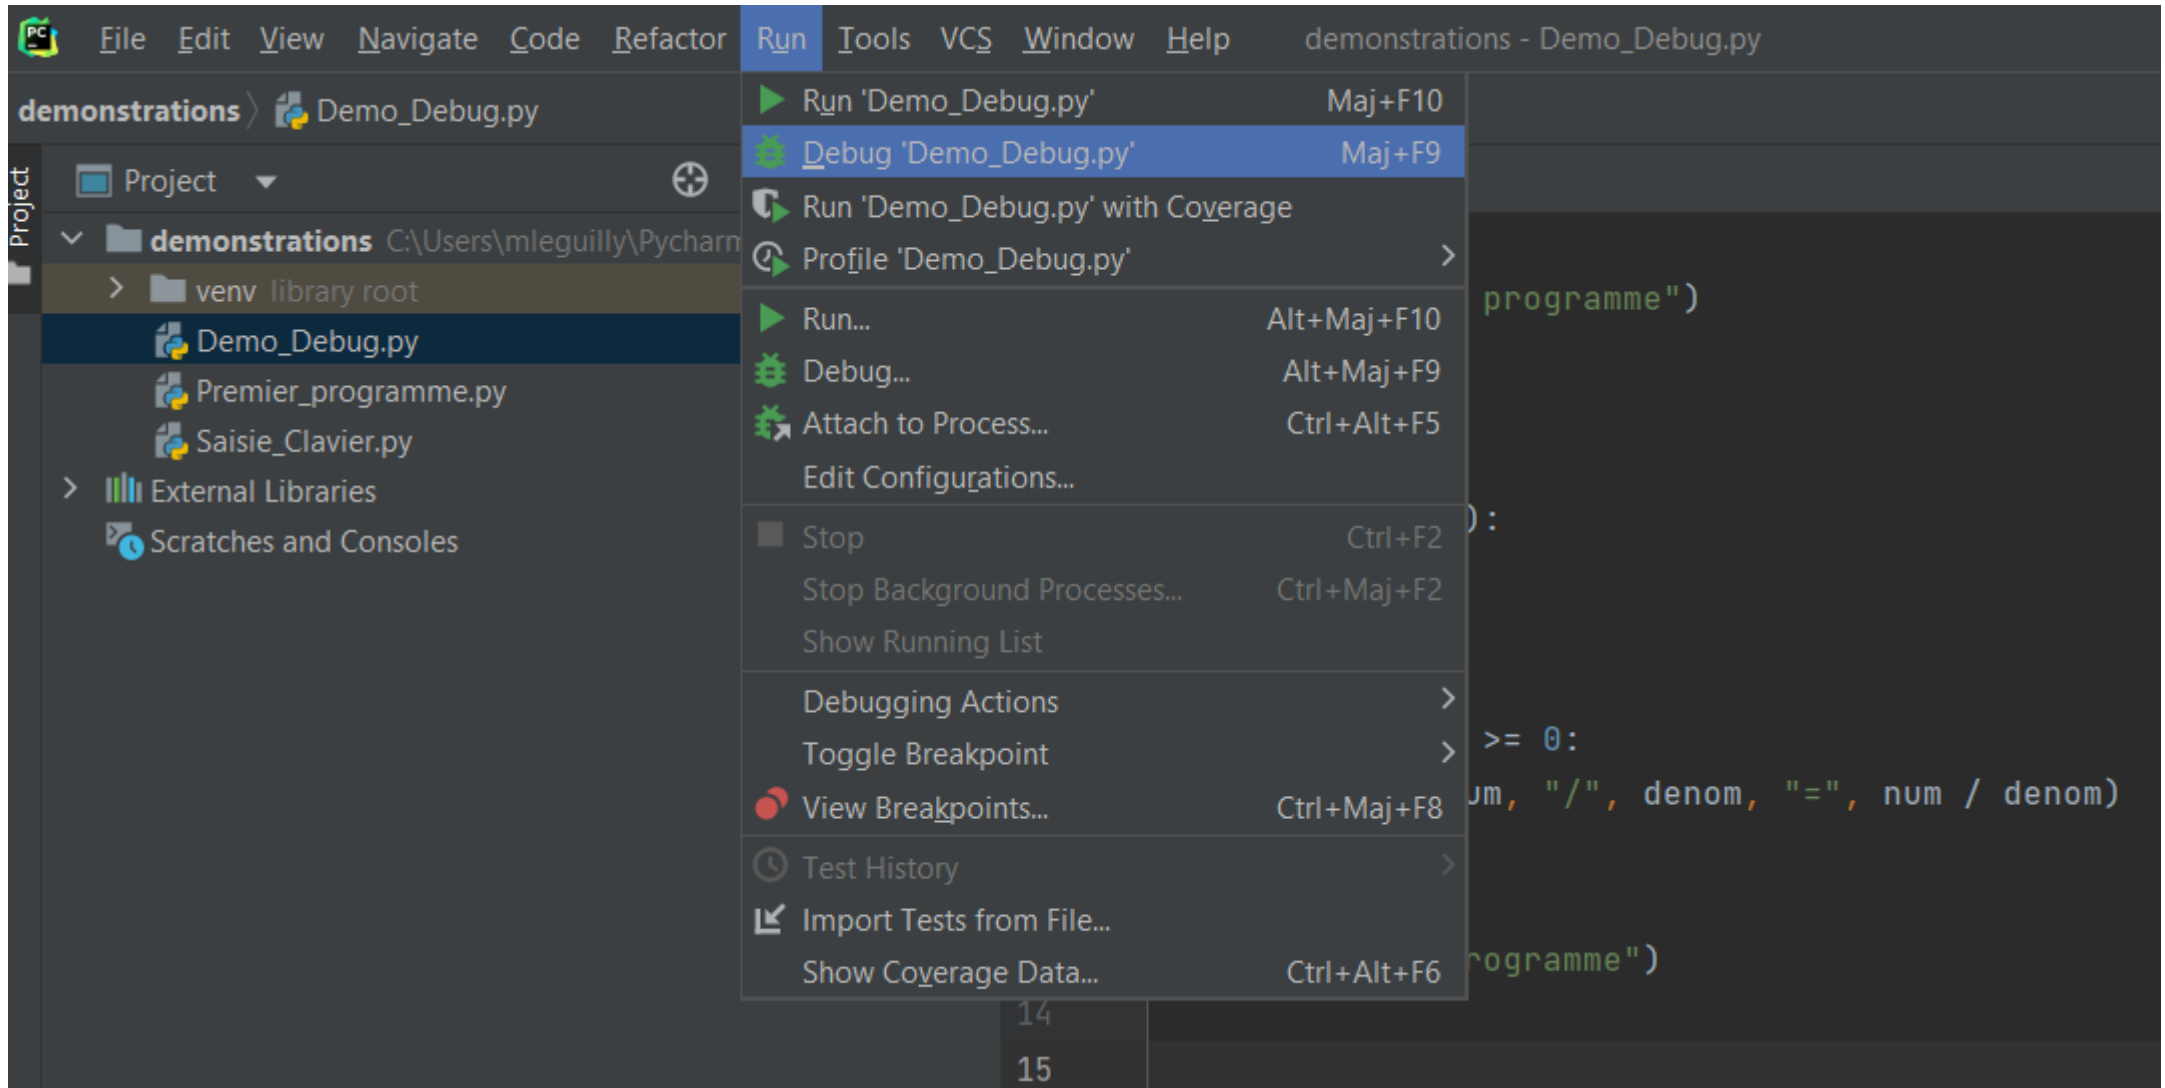 PC File Edit View Navigate Code Refactor Run Tools VCS Window Help demonstrations - Demo_Debug.py
demonstrations Demo_Debug.py
Project
Project
demonstrations C:\Users\mleguilly\Pycharm
venv library root
Demo_Debug.py
Premier_programme.py
Saisie_Clavier.py
External Libraries
Scratches and Consoles
Run 'Demo_Debug.py' Maj+F10
Debug 'Demo_Debug.py' Maj+F9
Run 'Demo_Debug.py' with Coverage
Profile 'Demo_Debug.py'
Run... Alt+Maj+F10
Debug... Alt+Maj+F9
Attach to Process... Ctrl+Alt+F5
Edit Configurations...
Stop Ctrl+F2
Stop Background Processes... Ctrl+Maj+F2
Show Running List
Debugging Actions
Toggle Breakpoint
View Breakpoints... Ctrl+Maj+F8
Test History
Import Tests from File...
Show Coverage Data... Ctrl+Alt+F6
programme")
):
>= 0:
um, "/", denom, "=", num / denom)
rogramme")
14
15